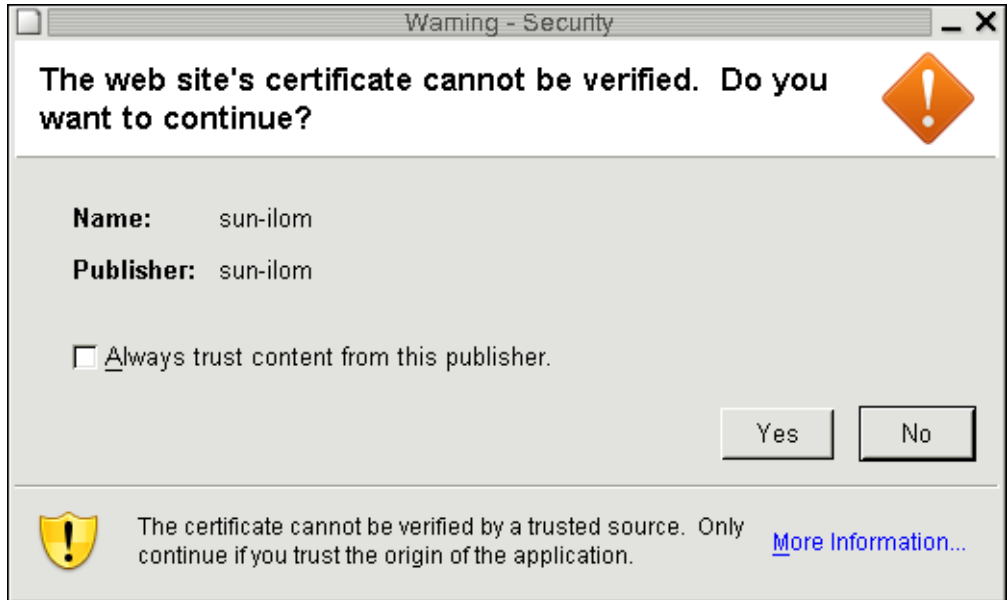 Warning - Security
The web site's certificate cannot be verified. Do you
want to continue?
Name: sun-ilom
Publisher: sun-ilom
Always trust content from this publisher.
Yes No
The certificate cannot be verified by a trusted source. Only
continue if you trust the origin of the application.
More Information...